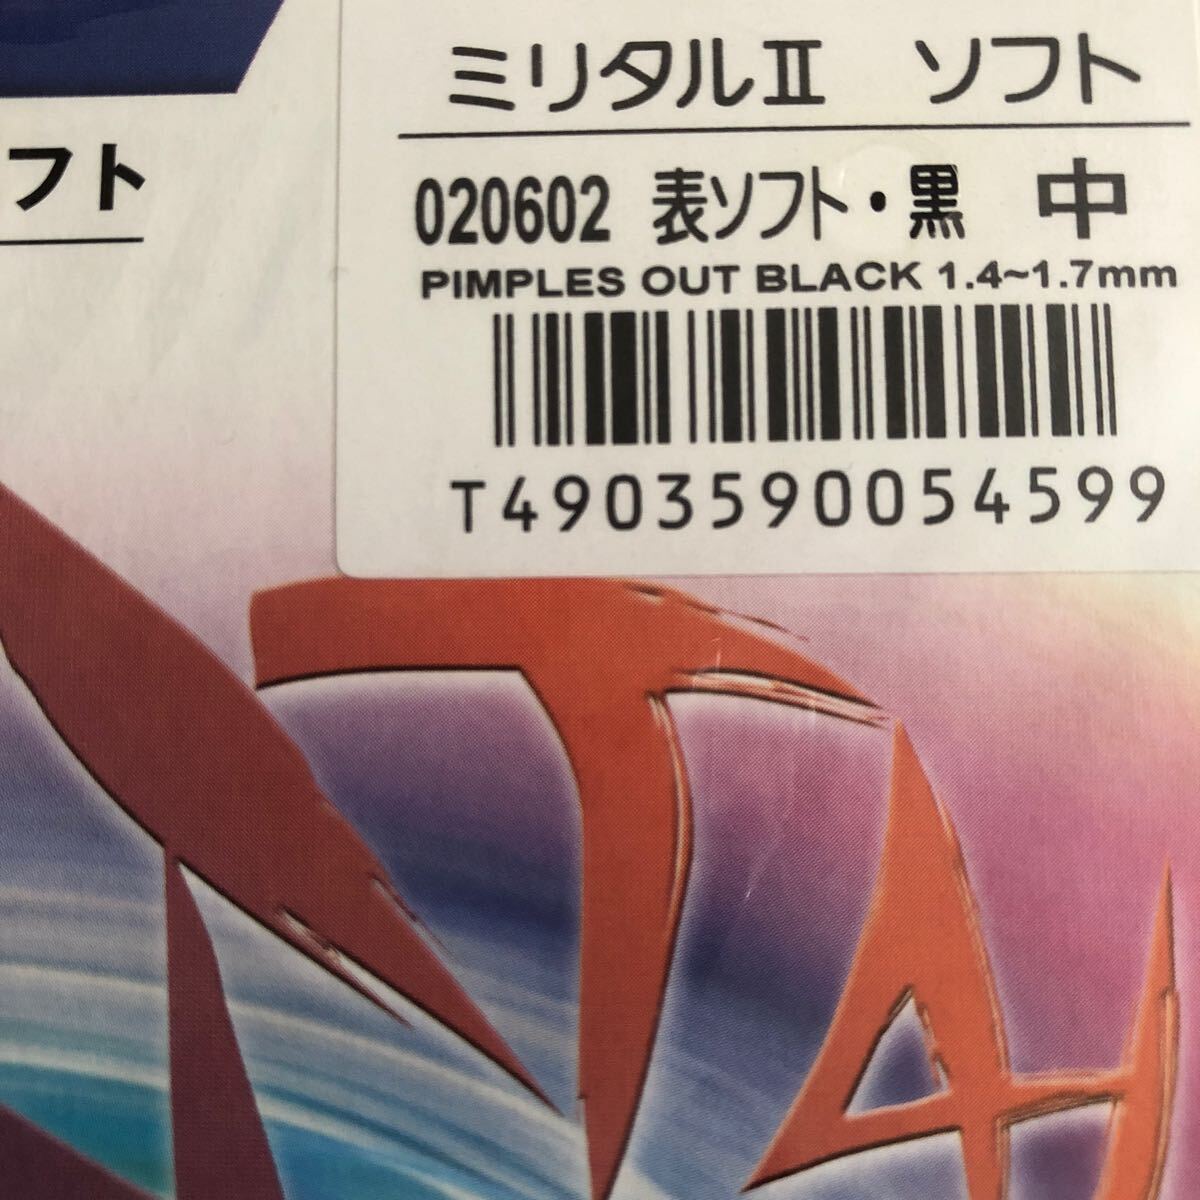 ミリタルⅡ ソフト
フト
020602 表ソフト・黒 中
PIMPLES OUT BLACK 1.4~1.7mm
T4903590054599
TA